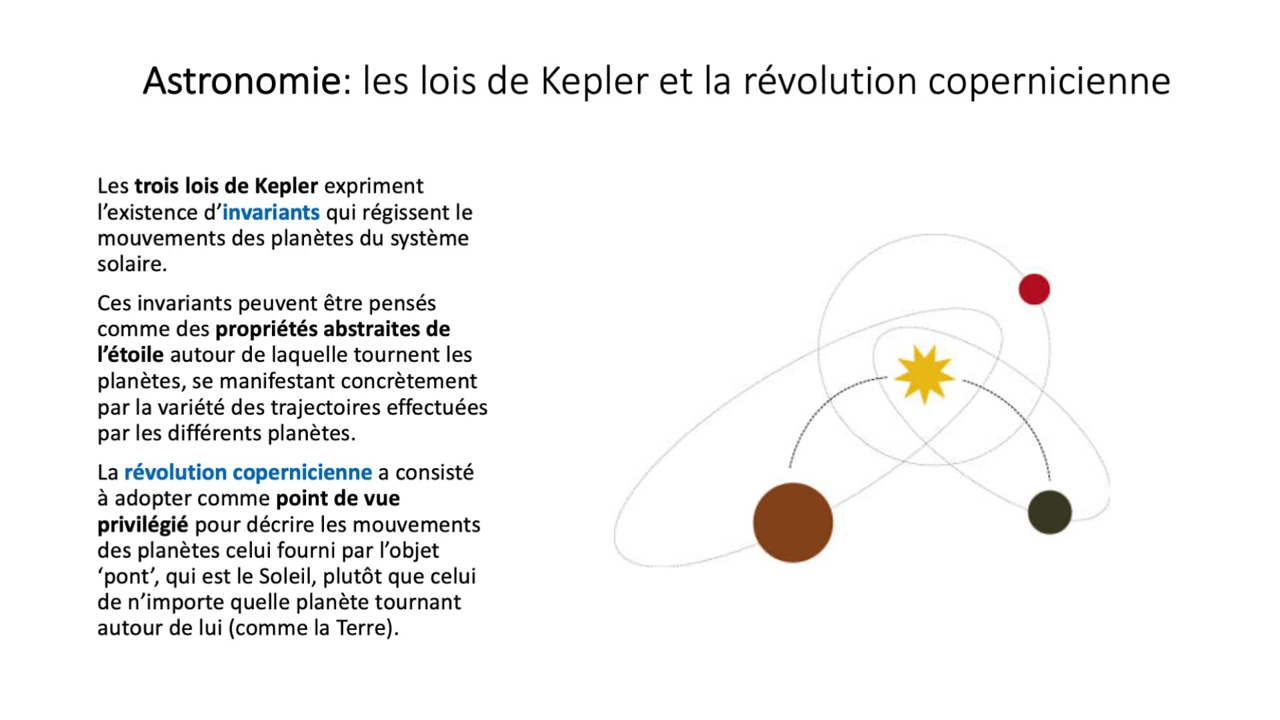 Astronomie: les lois de Kepler et la révolution copernicienne
Les trois lois de Kepler expriment
l’existence d’invariants qui régissent le
mouvements des planètes du système
solaire.
Ces invariants peuvent être pensés
comme des propriétés abstraites de
l’étoile autour de laquelle tournent les
planètes, se manifestant concrètement
par la variété des trajectoires effectuées
par les différents planètes.
La révolution copernicienne a consisté
à adopter comme point de vue
privilégié pour décrire les mouvements
des planètes celui fourni par l’objet
‘pont’, qui est le Soleil, plutôt que celui
de n’importe quelle planète tournant
autour de lui (comme la Terre).